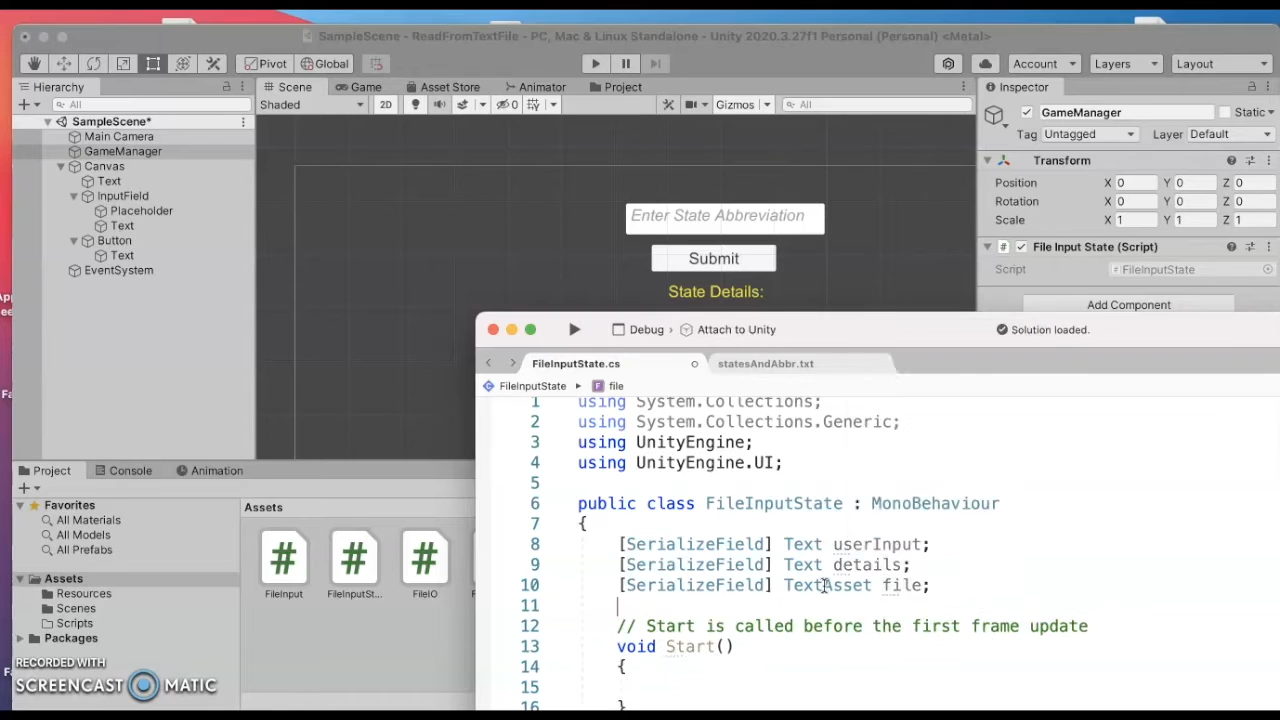 SampleScene - ReadFromTextFile - PC, Mac & Linux Standalone - Unity 2020.3.27f1 Personal (Personal) <Metal>
Pivot Global Account Layers Layout
Hierarchy
All
SampleScene*
Main Camera
GameManager
Canvas
Text
InputField
Placeholder
Text
Button
Text
EventSystem
Scene Game Asset Store Animator Project
Shaded 2D 0 Gizmos All
Enter State Abbreviation
Submit
State Details:
Inspector
GameManager Static
Tag Untagged Layer Default
Transform
Position X 0 Y 0 Z 0
Rotation X 0 Y 0 Z 0
Scale X 1 Y 1 Z 1
# File Input State (Script)
Script FileInputState
Add Component
Project Console Animation
Favorites
All Materials
All Models
All Prefabs
Assets
Resources
Scenes
Scripts
Packages
Assets
# # #
FileInput FileInputSt... FileIO
Debug › Attach to Unity Solution loaded.
FileInputState.cs statesAndAbbr.txt
FileInputState file
1 using System.Collections;
2 using System.Collections.Generic;
3 using UnityEngine;
4 using UnityEngine.UI;
5
6 public class FileInputState : MonoBehaviour
7 {
8 [SerializeField] Text userInput;
9 [SerializeField] Text details;
10 [SerializeField] TextAsset file;
11
12 // Start is called before the first frame update
13 void Start()
14 {
15
16 }
RECORDED WITH
SCREENCAST MATIC